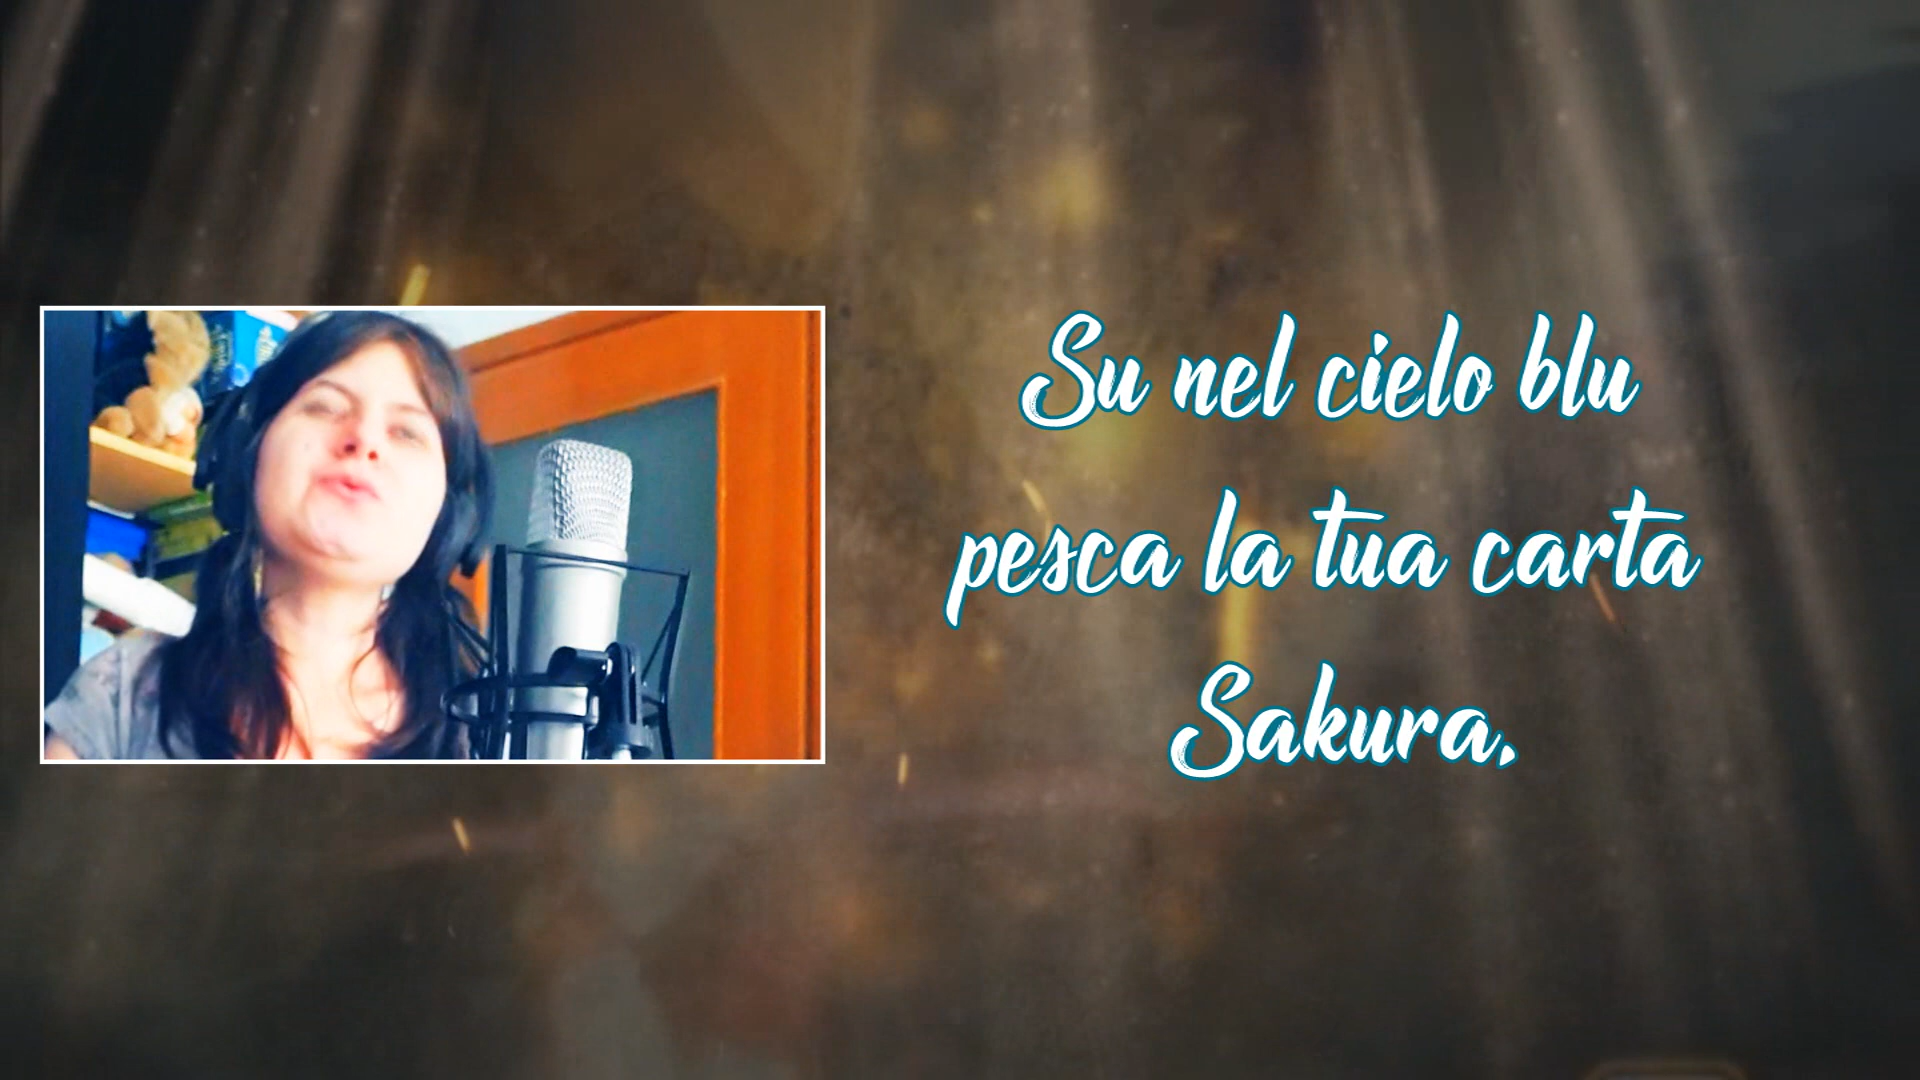 Su nel cielo blu
pesca la tua carta
Sakura,